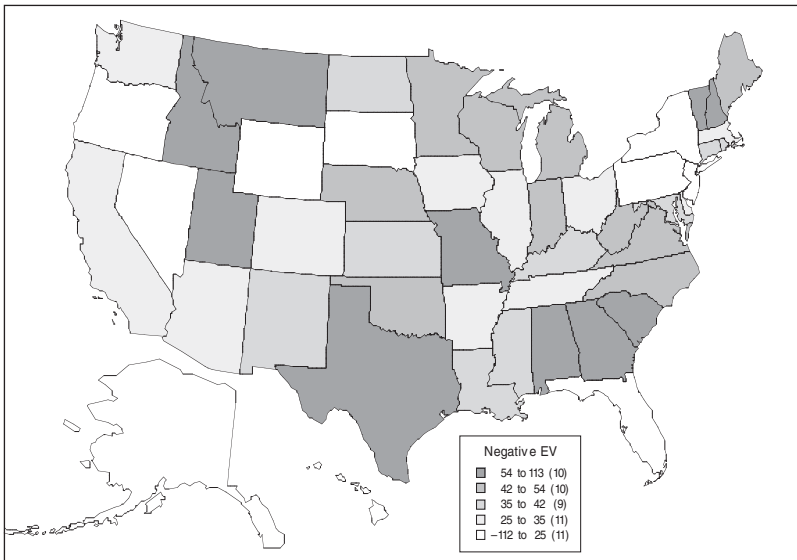 Negative EV
54 to 113 (10)
42 to 54 (10)
35 to 42 (9)
25 to 35 (11)
–112 to 25 (11)